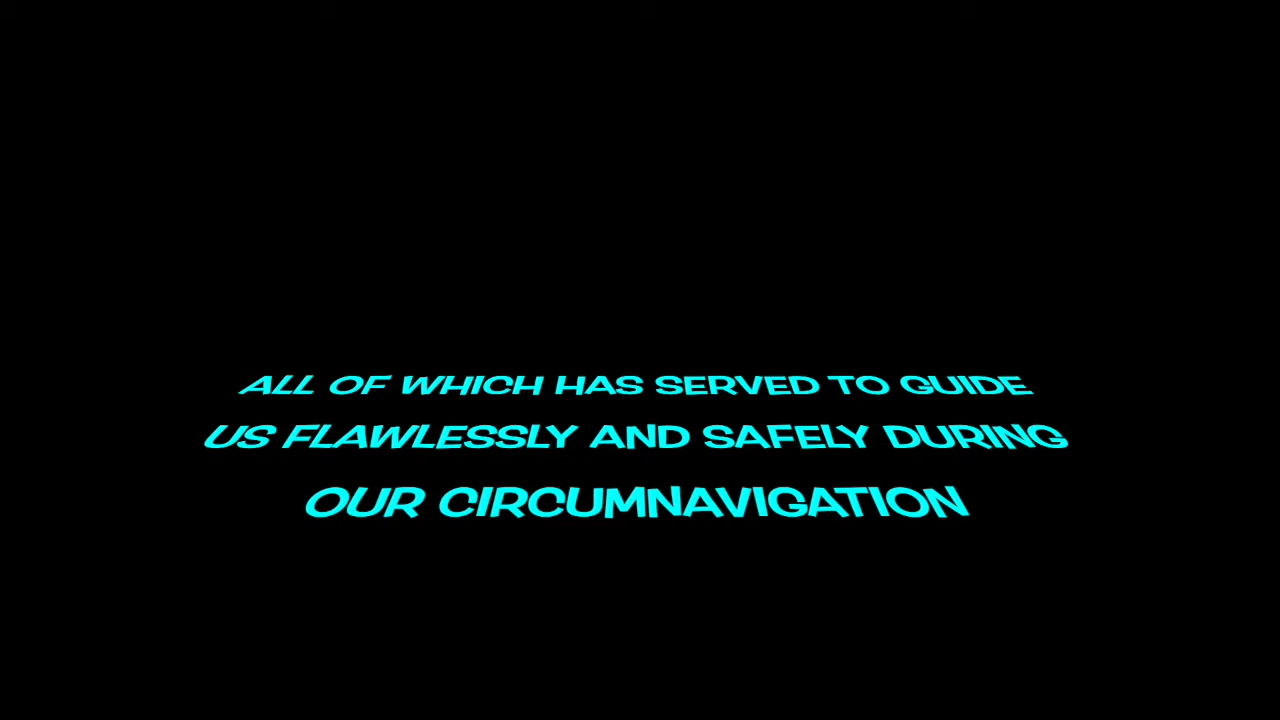 ALL OF WHICH HAS SERVED TO GUIDE
US FLAWLESSLY AND SAFELY DURING
OUR CIRCUMNAVIGATION